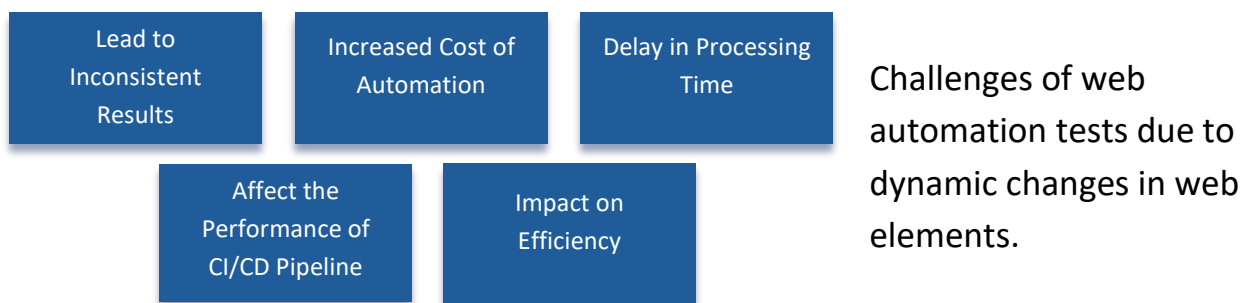 Lead to
Inconsistent
Results
Increased Cost of
Automation
Delay in Processing
Time
Affect the
Performance of
CI/CD Pipeline
Impact on
Efficiency
Challenges of web
automation tests due to
dynamic changes in web
elements.